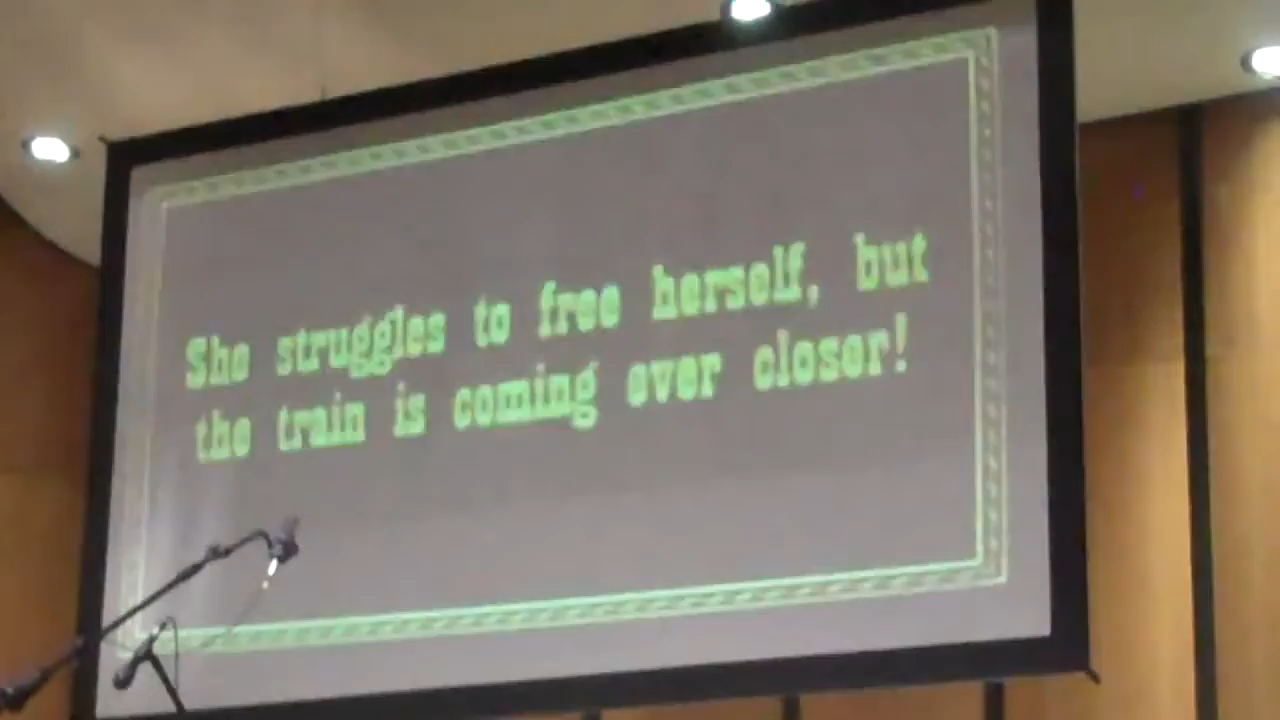 She struggles to free herself, but
the train is coming ever closer!